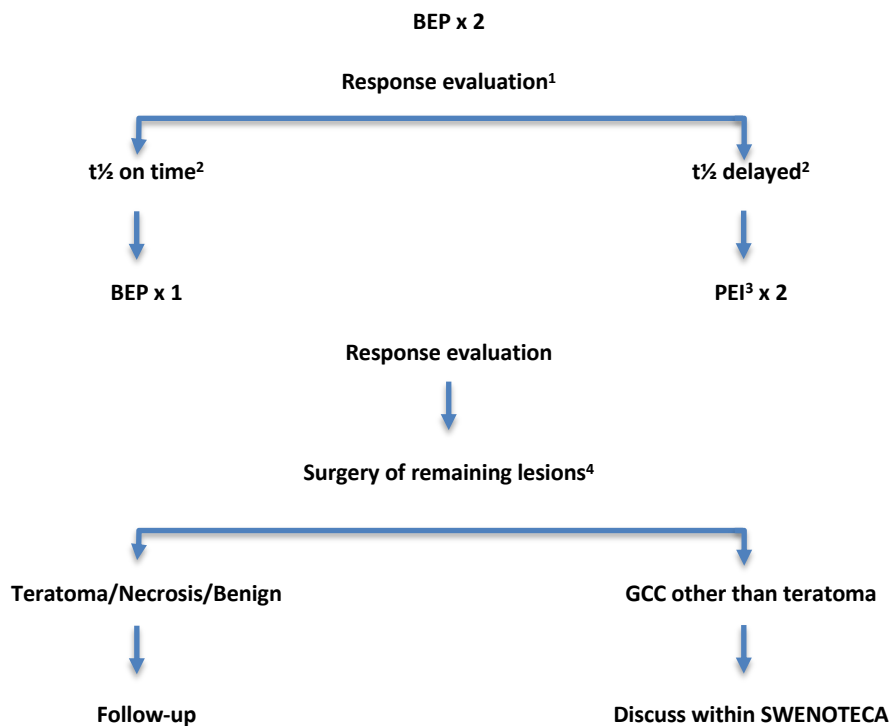 BEP x 2
Response evaluation¹
t½ on time²
t½ delayed²
BEP x 1
PEI³ x 2
Response evaluation
Surgery of remaining lesions⁴
Teratoma/Necrosis/Benign
GCC other than teratoma
Follow-up
Discuss within SWENOTECA